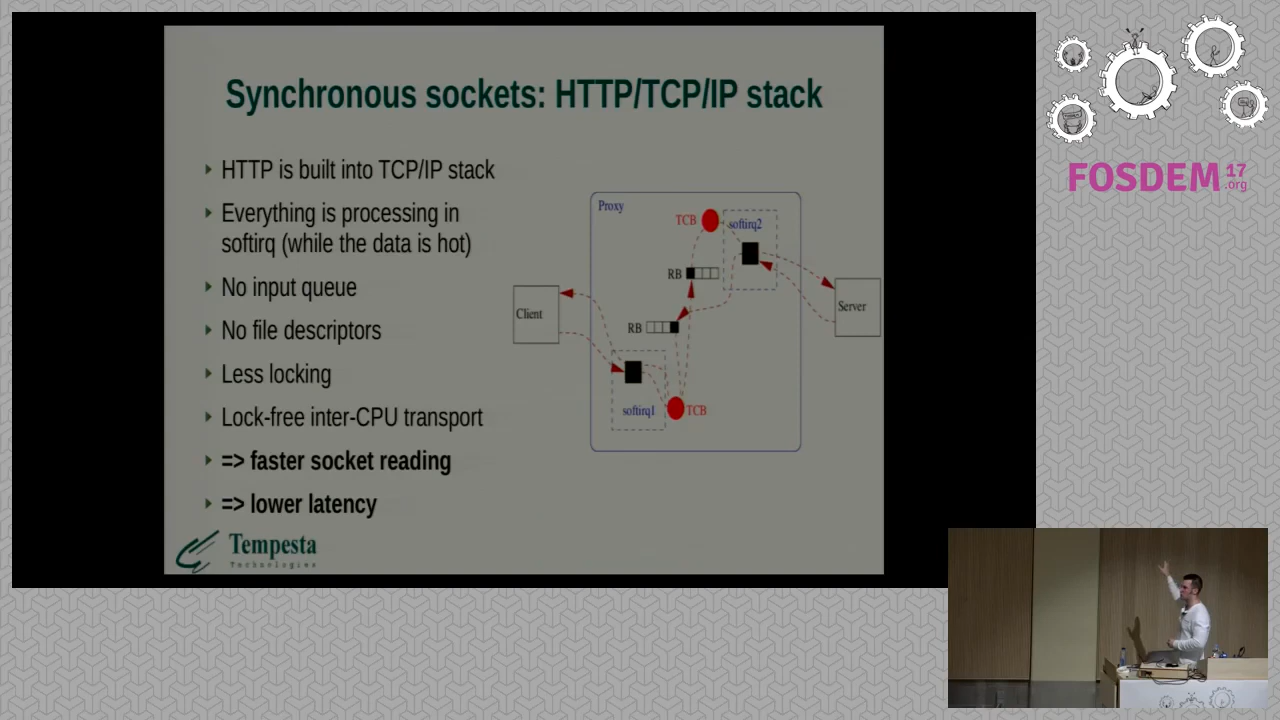 Synchronous sockets: HTTP/TCP/IP stack
HTTP is built into TCP/IP stack
Everything is processing in
softirq (while the data is hot)
No input queue
No file descriptors
Less locking
Lock-free inter-CPU transport
=> faster socket reading
=> lower latency
Proxy
TCB
softirq2
RB
Client
Server
RB
softirq1
TCB
Tempesta
Technologies
FOSDEM 17
.org